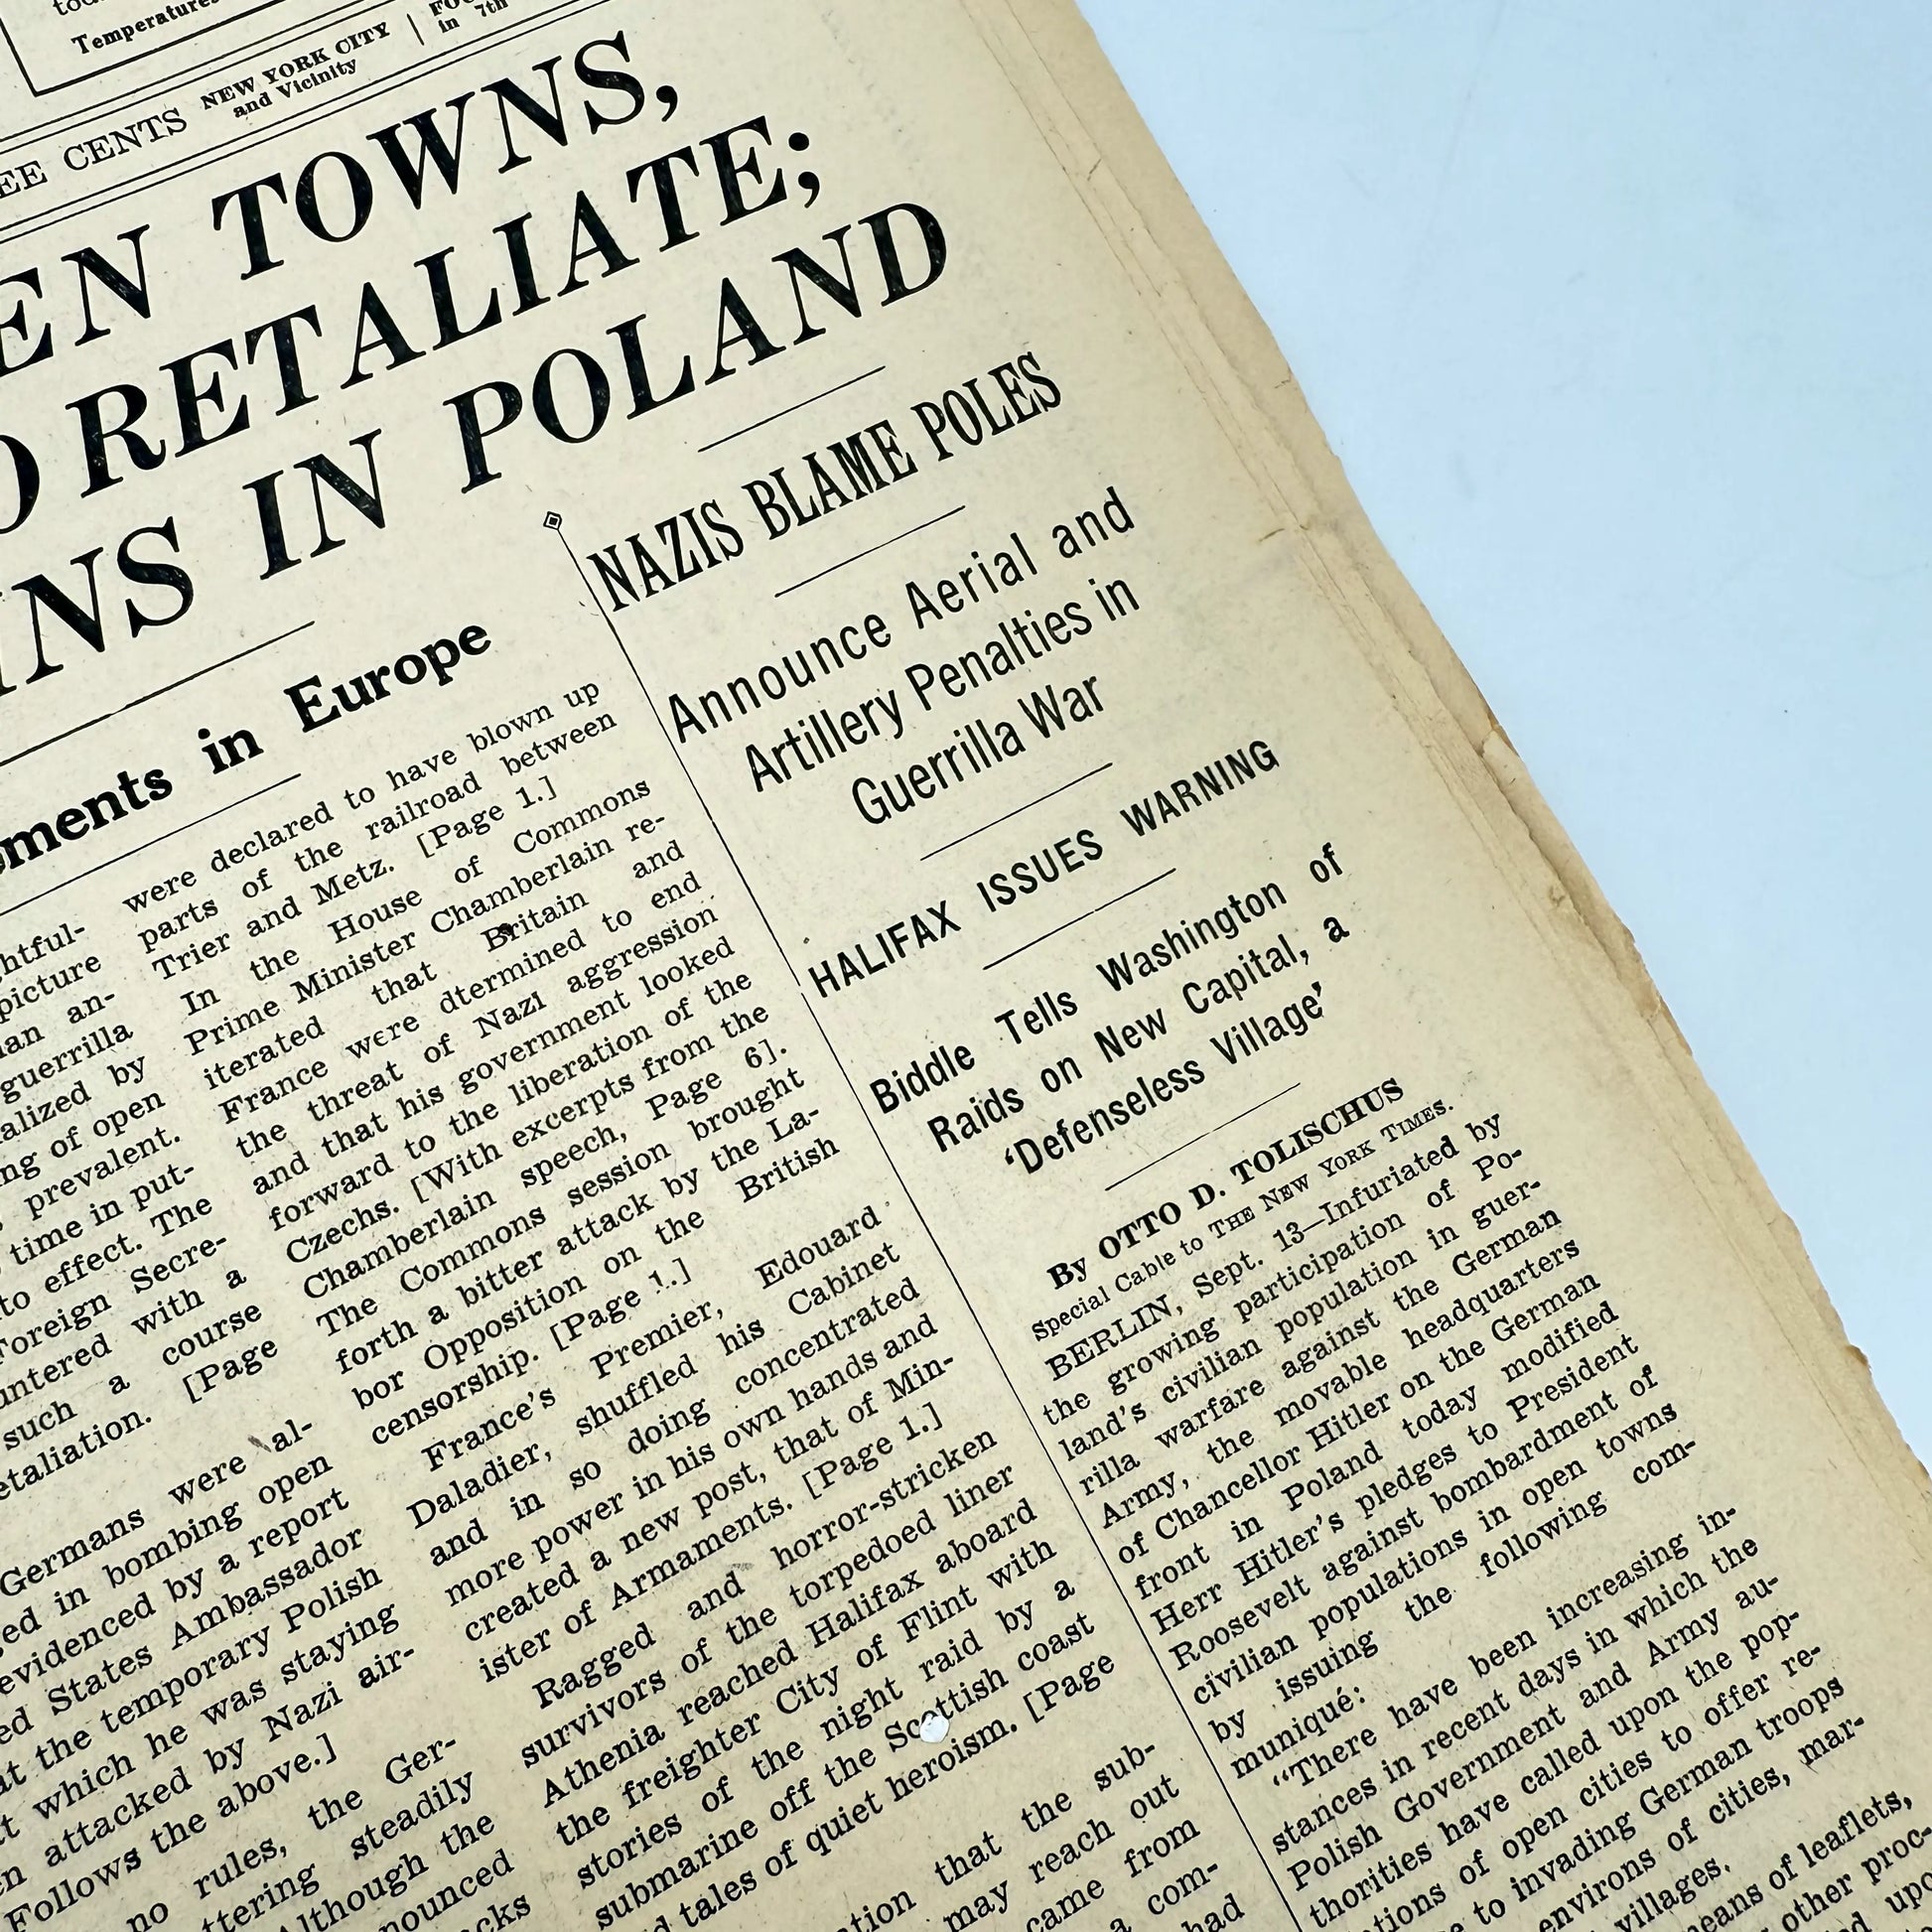 Temperatures
NEW YORK CITY
and Vicinity
in 7th
CENTS
TOWNS,
RETALIATE;
IN POLAND
in Europe
were declared to have blown up
parts of the railroad between
Trier and Metz. [Page 1.]
In the House of Commons
Prime Minister Chamberlain re-
iterated that Britain and
France were dtermined to end
the threat of Nazi aggression
and that his government looked
forward to the liberation of the
Czechs. [With excerpts from the
Chamberlain speech, Page 6].
The Commons session brought
forth a bitter attack by the La-
bor Opposition on the British
censorship. [Page 1.]
France's Premier, Edouard
Daladier, shuffled his Cabinet
and in so doing concentrated
more power in his own hands and
created a new post, that of Min-
ister of Armaments. [Page 1.]
Ragged and horror-stricken
survivors of the torpedoed liner
Athenia reached Halifax aboard
the freighter City of Flint with
stories of the night raid by a
submarine off the Scottish coast
tales of quiet heroism. [Page
that the sub-
may reach out
came from
a com-
had
picture
an-
guerrilla
by
of open
prevalent.
time in put-
to effect. The
Foreign Secre-
with a
such a course
[Page
Germans were al-
in bombing open
evidenced by a report
States Ambassador
at the temporary Polish
which he was staying
attacked by Nazi air-
Follows the above.]
no rules, the Ger-
steadily
Although the
NAZIS BLAME POLES
Announce Aerial and
Artillery Penalties in
Guerrilla War
HALIFAX ISSUES WARNING
Biddle Tells Washington of
Raids on New Capital, a
‘Defenseless Village’
By OTTO D. TOLISCHUS
Special Cable to THE NEW YORK TIMES.
BERLIN, Sept. 13—Infuriated by
the growing participation of Po-
land's civilian population in guer-
rilla warfare against the German
Army, the movable headquarters
of Chancellor Hitler on the German
front in Poland today modified
Herr Hitler's pledges to President
Roosevelt against bombardment of
civilian populations in open towns
by issuing the following com-
muniqué:
“There have been increasing in-
stances in recent days in which the
Polish Government and Army au-
thorities have called upon the pop-
of open cities to offer re-
to invading German troops
environs of cities, mar-
villages.
means of leaflets,
other proc-